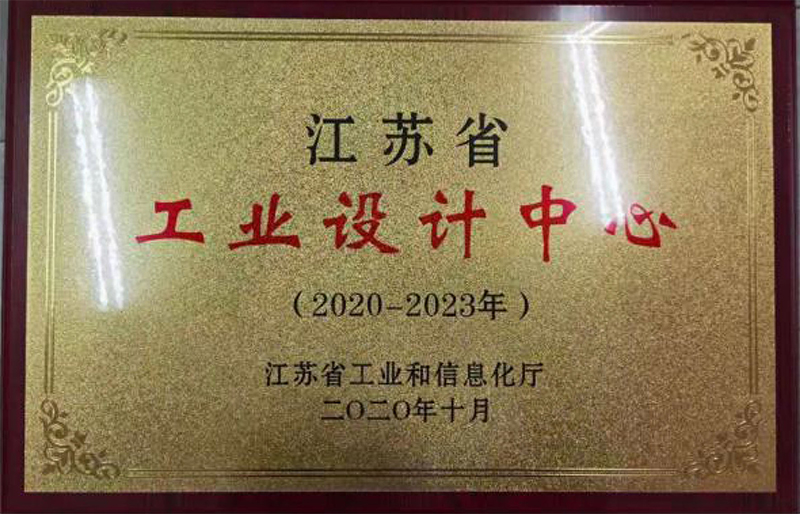 江苏省
工业设计中心
（2020-2023年）
江苏省工业和信息化厅
二〇二〇年十月